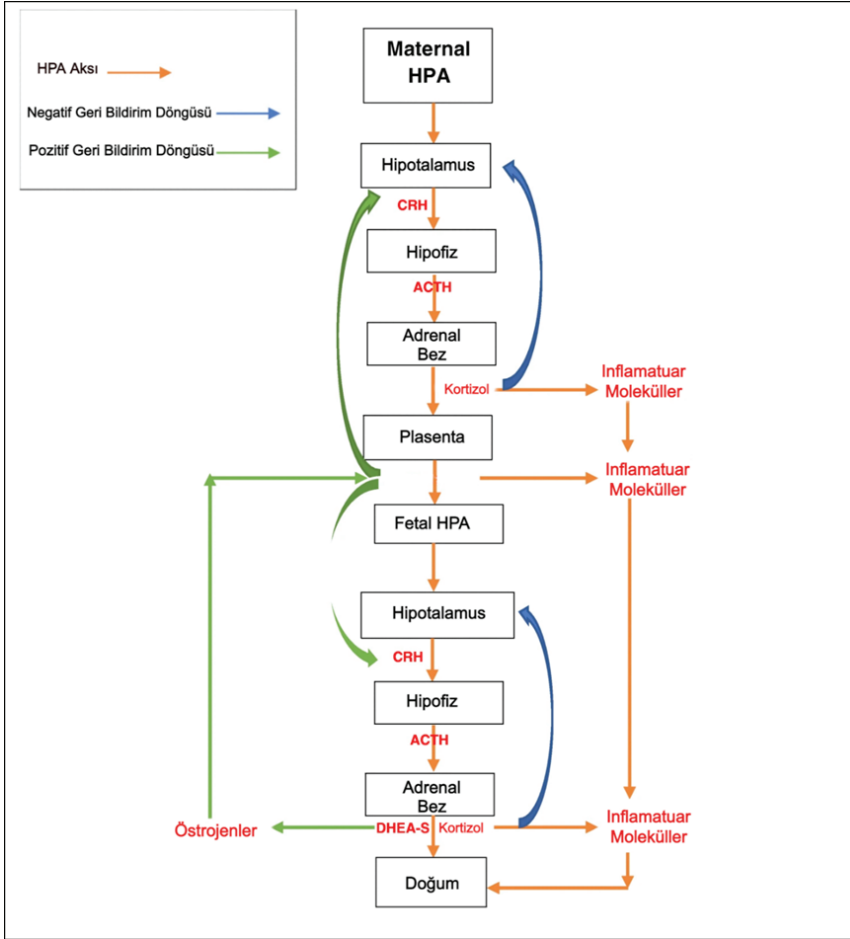 HPA Aksı
Negatif Geri Bildirim Döngüsü
Pozitif Geri Bildirim Döngüsü
Maternal
HPA
Hipotalamus
CRH
Hipofiz
ACTH
Adrenal
Bez
Kortizol
Inflamatuar
Moleküller
Plasenta
Inflamatuar
Moleküller
Fetal HPA
Hipotalamus
CRH
Hipofiz
ACTH
Adrenal
Bez
Östrojenler
DHEA-S
Kortizol
Inflamatuar
Moleküller
Doğum